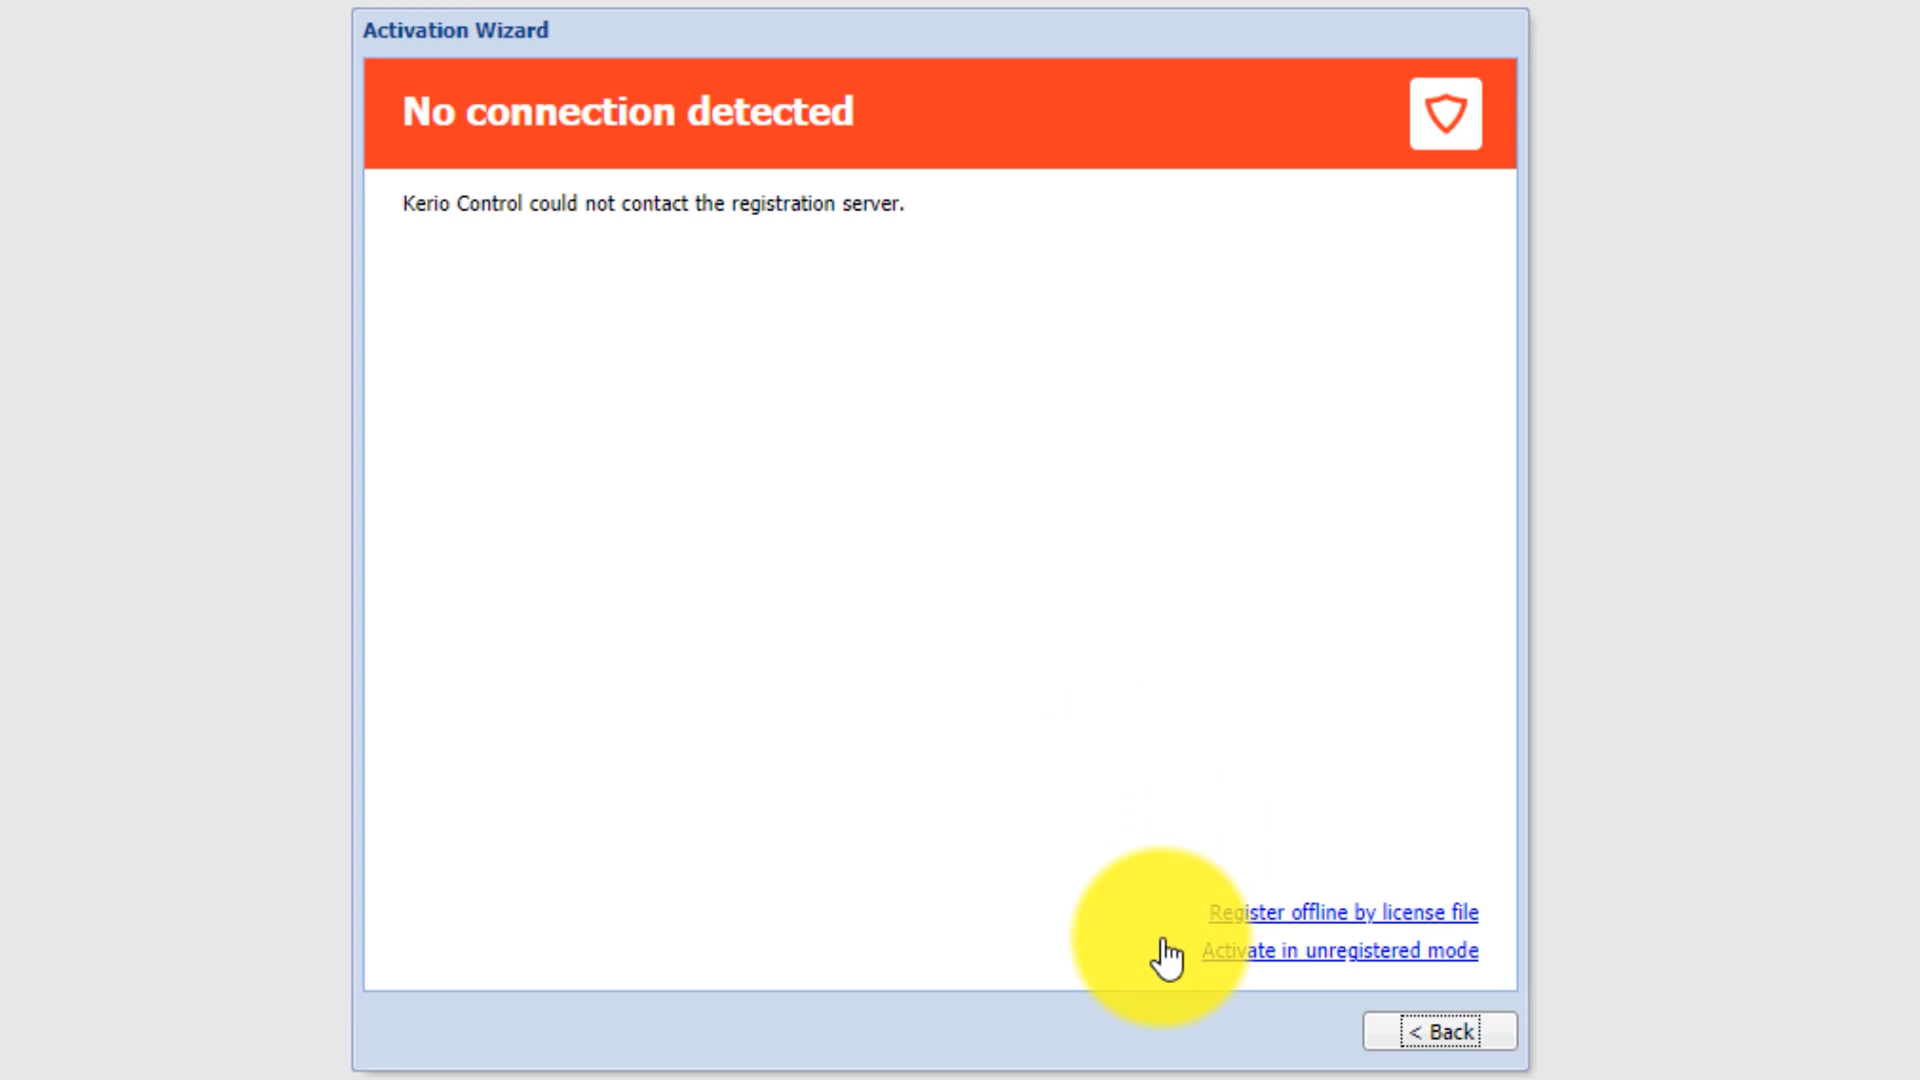 Activation Wizard
No connection detected
Kerio Control could not contact the registration server.
Register offline by license file
Activate in unregistered mode
< Back